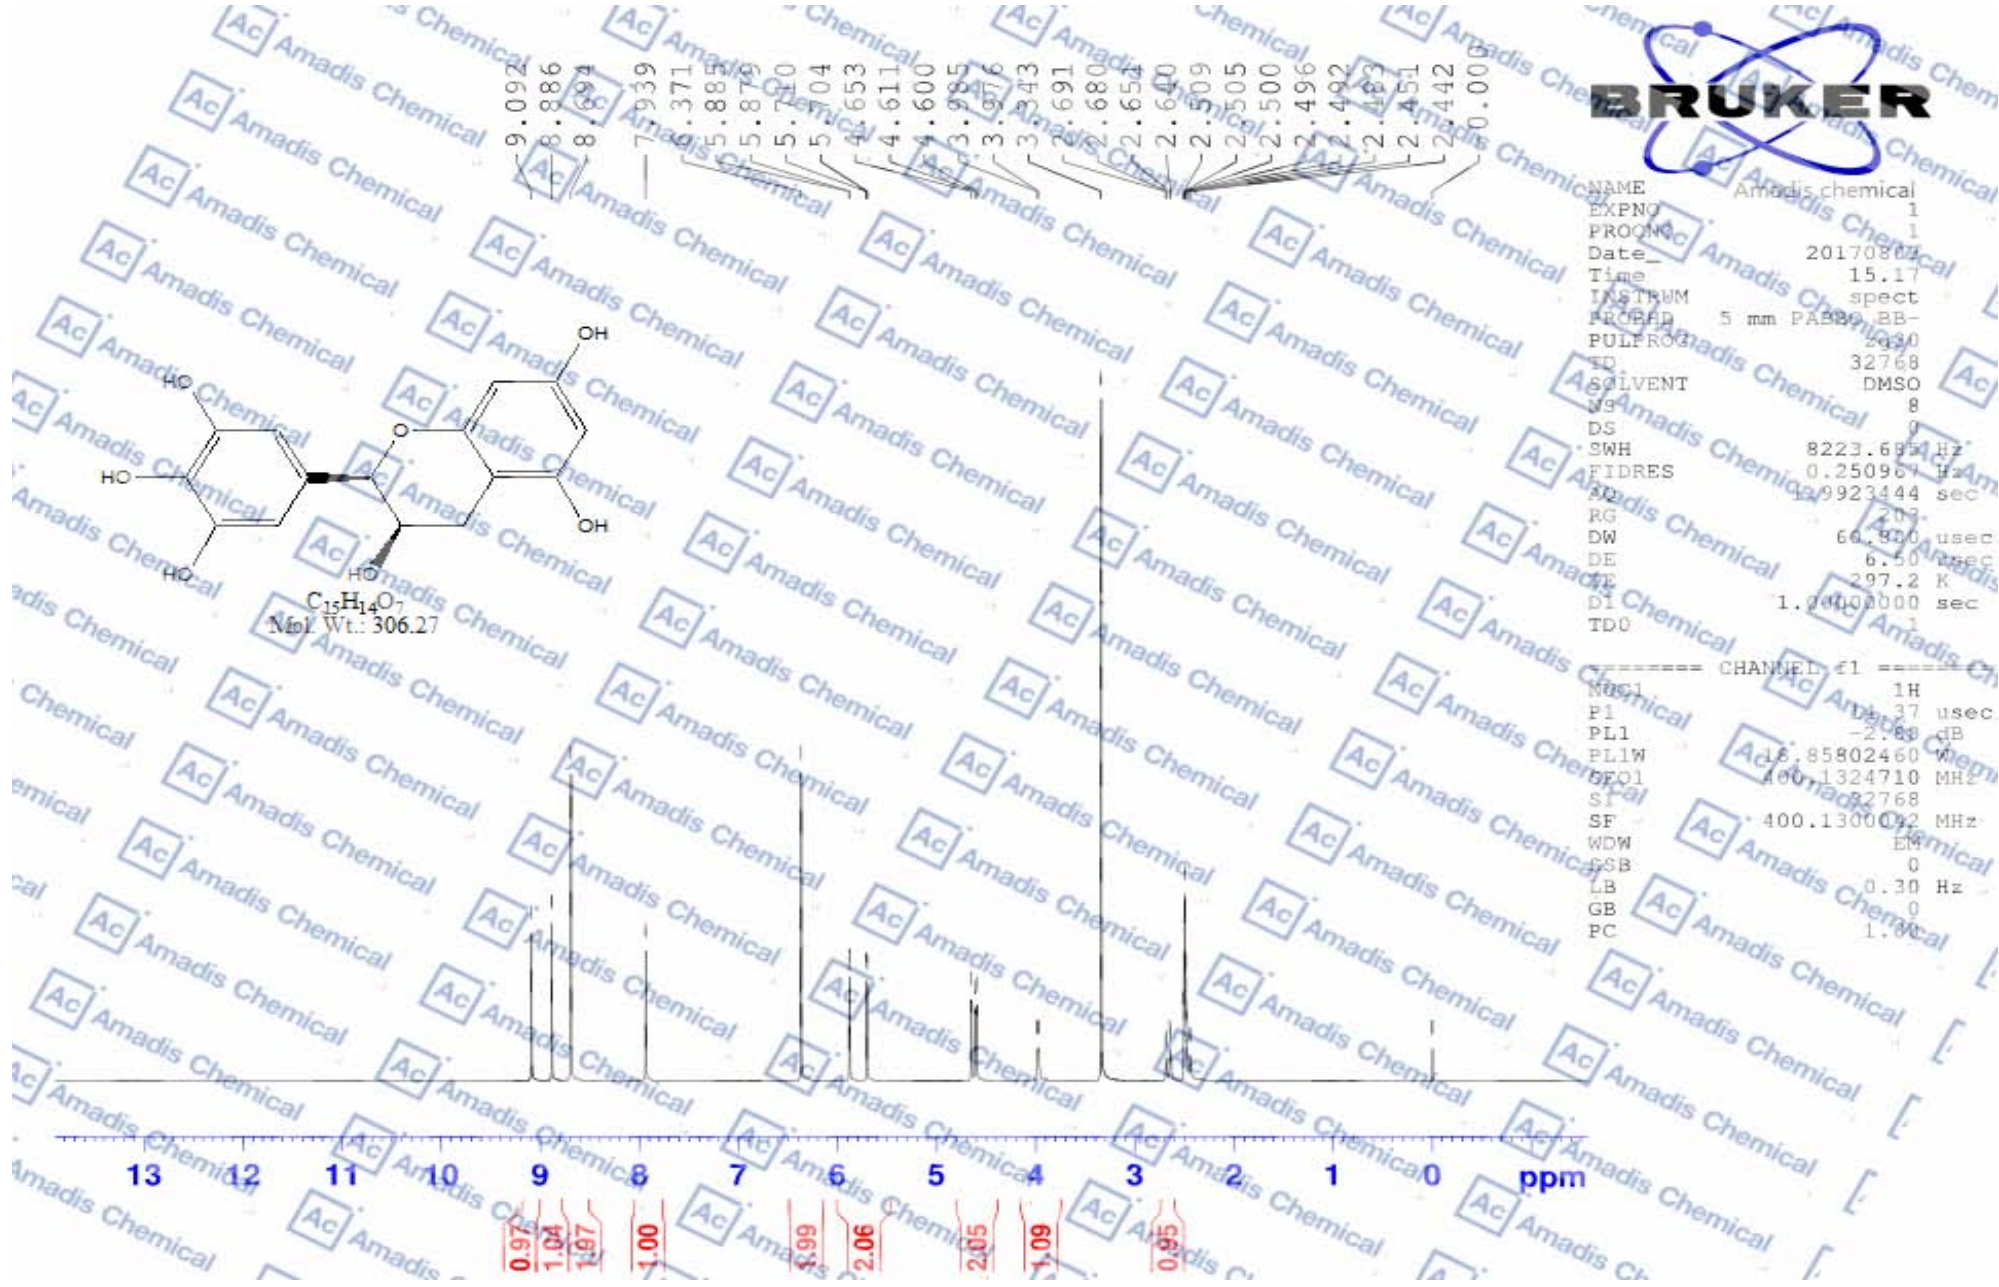 9.092
8.886
8.694
7.939
6.371
5.885
5.879
5.710
5.704
4.653
4.611
4.600
3.985
3.976
3.343
2.691
2.680
2.651
2.640
2.509
2.505
2.500
2.496
2.492
2.483
2.451
2.442
0.000
BRUKER
NAME Amadis chemical
EXPNO 1
PROCNO 1
Date_
Time 15.17
INSTRUM spect
PROBHD 5 mm PABBO BB-
PULPROG zg30
TD 32768
SOLVENT DMSO
NS 8
DS 0
SWH 8223.685 Hz
FIDRES 0.250967 Hz
AQ 1.9923444 sec
RG 203
DW 60.800 usec
DE 6.50 usec
TE 297.2 K
D1 1.00000000 sec
TD0 1
======== CHANNEL f1 ========
NUC1 1H
P1 37 usec
PL1 dB
PL1W 18.85802460 W
SFO1 400.1324710 MHz
SI 32768
SF 400.1300042 MHz
WDW EM
SSB 0
LB 0.30 Hz
GB 0
PC 1.00
OH
HO
O
HO
OH
HO
HO
C15H14O7
Mol. Wt.: 306.27
13 12 11 10 9 8 7 6 5 4 3 2 1 0 ppm
0.97
1.04
1.97
1.00
1.99
2.06
2.05
1.09
0.95
Ac Amadis Chemical